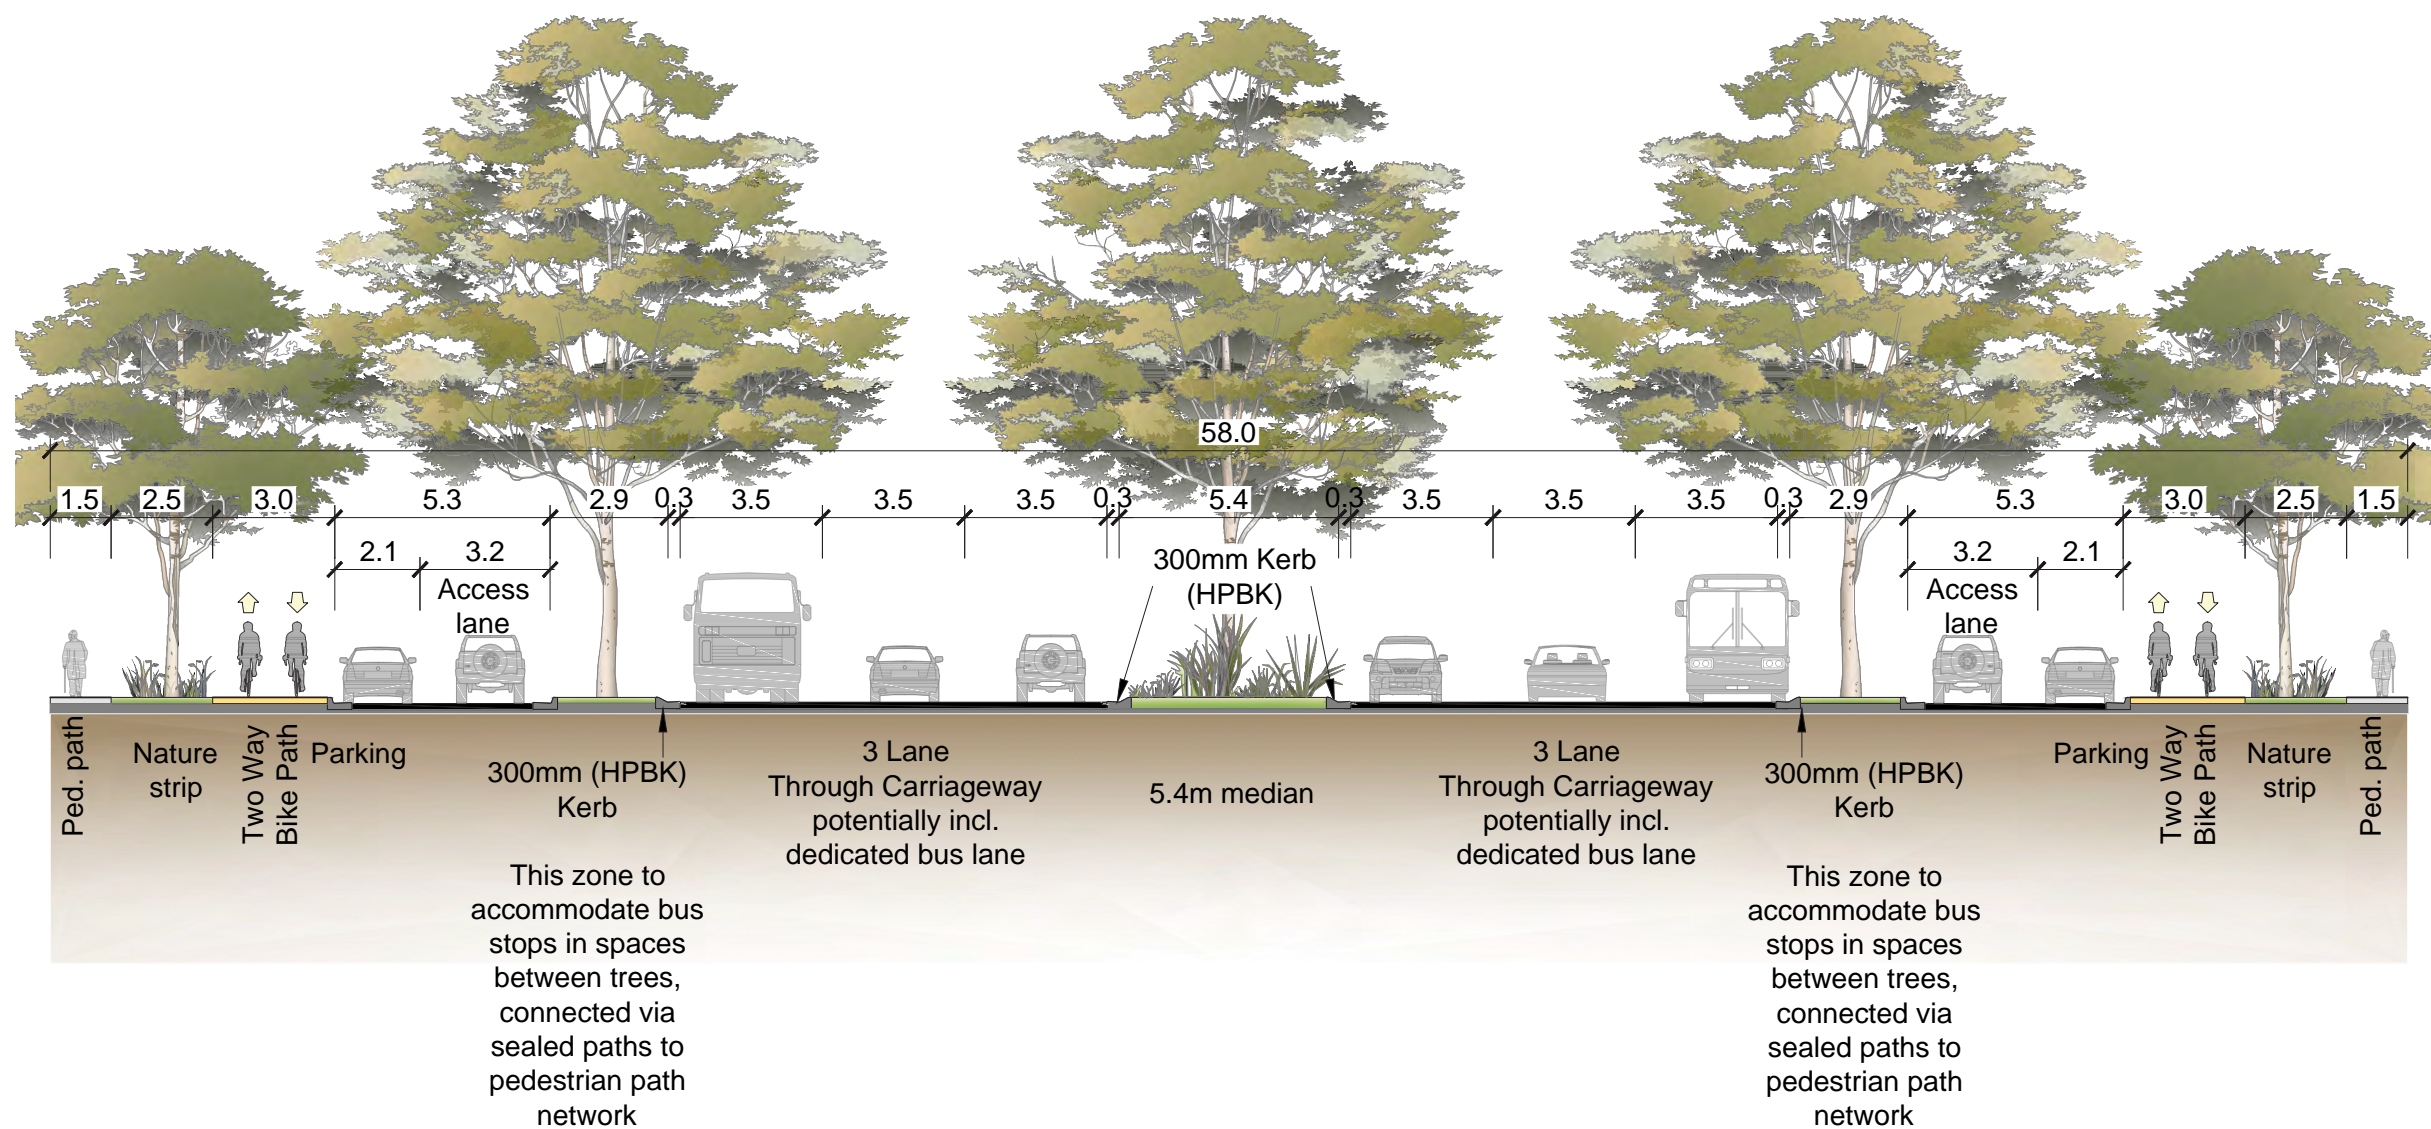 58.0
1.5 2.5 3.0 5.3 2.9 0.3 3.5 3.5 3.5 0.3 5.4 0.3 3.5 3.5 3.5 0.3 2.9 5.3 3.0 2.5 1.5
2.1 3.2
Access
lane
300mm Kerb
(HPBK)
3.2 2.1
Access
lane
Ped. path
Nature
strip
Two Way
Bike Path
Parking
300mm (HPBK)
Kerb
This zone to
accommodate bus
stops in spaces
between trees,
connected via
sealed paths to
pedestrian path
network
3 Lane
Through Carriageway
potentially incl.
dedicated bus lane
5.4m median
3 Lane
Through Carriageway
potentially incl.
dedicated bus lane
300mm (HPBK)
Kerb
This zone to
accommodate bus
stops in spaces
between trees,
connected via
sealed paths to
pedestrian path
network
Parking
Two Way
Bike Path
Nature
strip
Ped. path